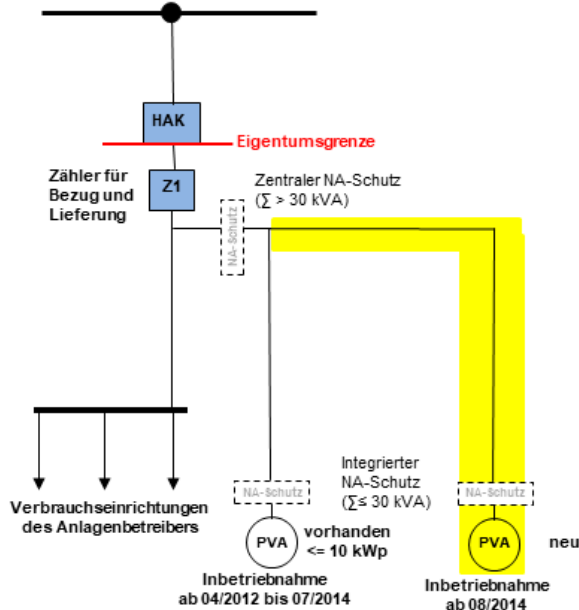 HAK
Eigentumsgrenze
Zähler für
Bezug und
Lieferung
Z1
Zentraler NA-Schutz
(∑ > 30 kVA)
NA-Schutz
Integrierter
NA-Schutz
(∑≤ 30 kVA)
NA-Schutz
NA-Schutz
Verbrauchseinrichtungen
des Anlagenbetreibers
PVA
vorhanden
<= 10 kWp
PVA
neu
Inbetriebnahme
ab 04/2012 bis 07/2014
Inbetriebnahme
ab 08/2014